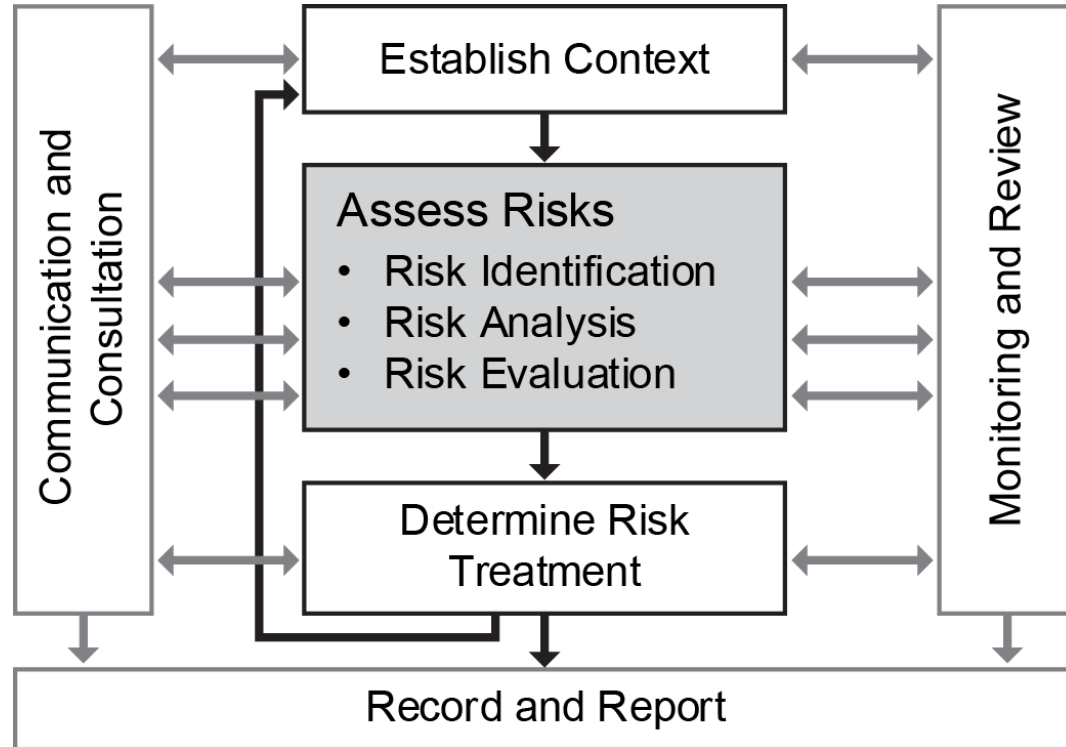 Communication and
Consultation
Establish Context
Assess Risks
• Risk Identification
• Risk Analysis
• Risk Evaluation
Determine Risk
Treatment
Monitoring and Review
Record and Report